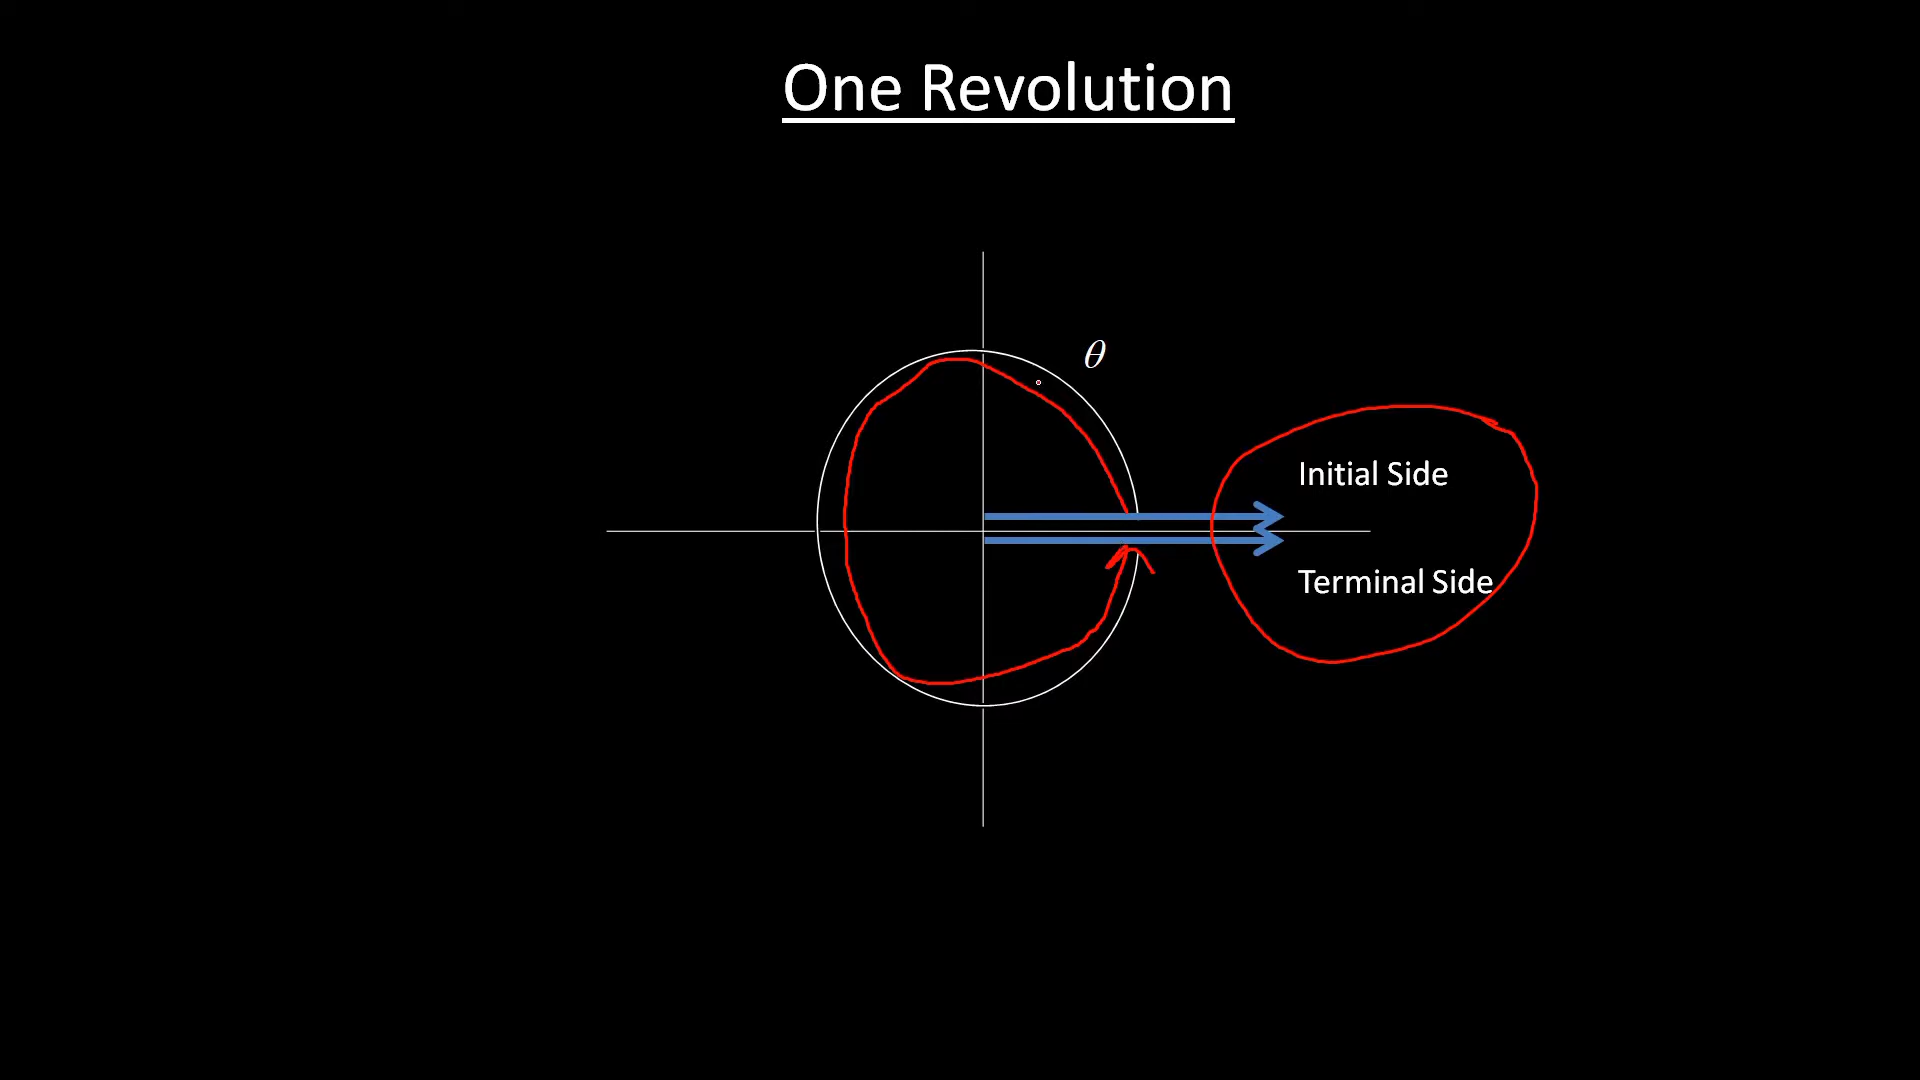 One Revolution
θ
Initial Side
Terminal Side